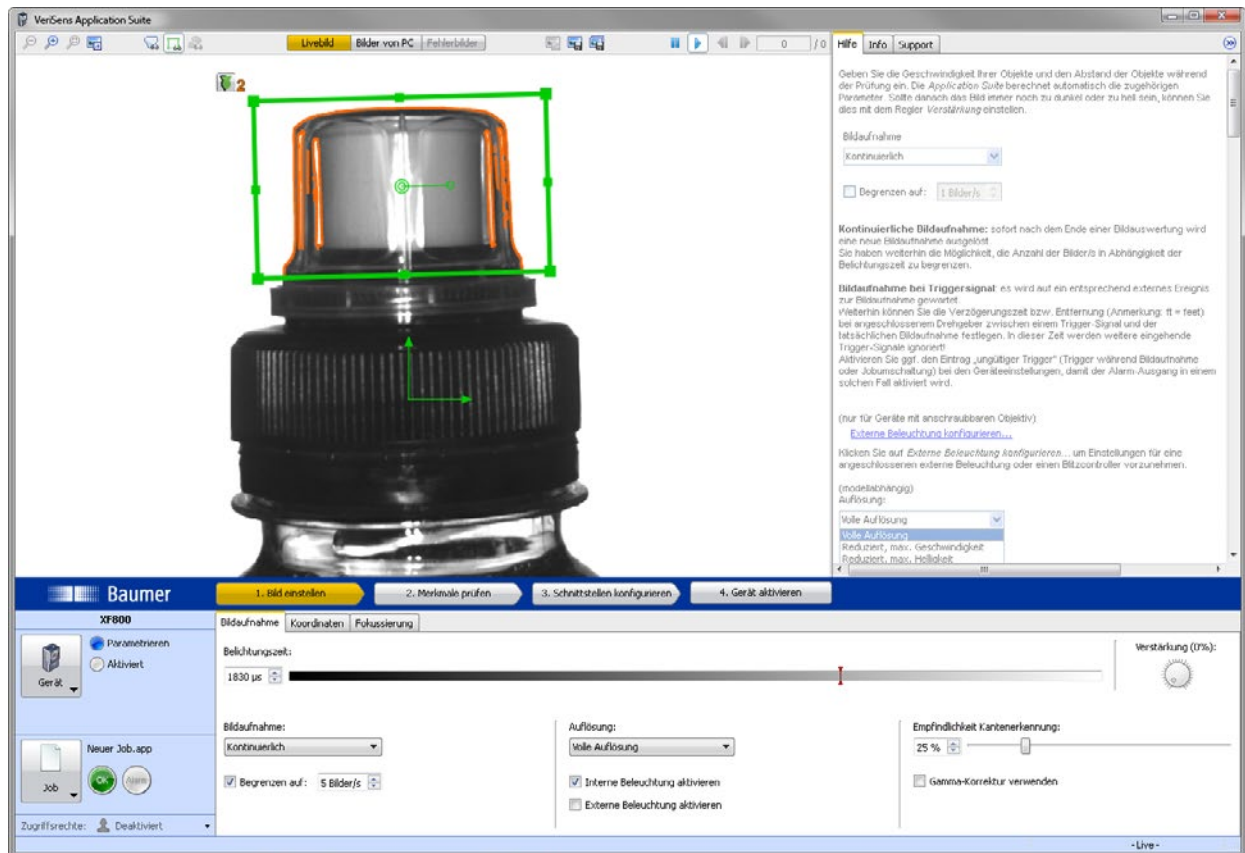 VeriSens Application Suite
Livebild Bilder von PC Fehlerbilder
0 / 0
Hilfe Info Support
2
Geben Sie die Geschwindigkeit Ihrer Objekte und den Abstand der Objekte während
der Prüfung ein. Die Application Suite berechnet automatisch die zugehörigen
Parameter. Sollte danach das Bild immer noch zu dunkel oder zu hell sein, können Sie
dies mit dem Regler Verstärkung einstellen.
Bildaufnahme
Kontinuierlich
Begrenzen auf: 1 Bilder/s
Kontinuierliche Bildaufnahme: sofort nach dem Ende einer Bildauswertung wird
eine neue Bildaufnahme ausgelöst.
Sie haben weiterhin die Möglichkeit, die Anzahl der Bilder/s in Abhängigkeit der
Belichtungszeit zu begrenzen.
Bildaufnahme bei Triggersignal: es wird auf ein entsprechend externes Ereignis
zur Bildaufnahme gewartet.
Weiterhin können Sie die Verzögerungszeit bzw. Entfernung (Anmerkung: ft = feet)
bei angeschlossenem Drehgeber zwischen einem Trigger-Signal und der
tatsächlichen Bildaufnahme festlegen. In dieser Zeit werden weitere eingehende
Trigger-Signale ignoriert!
Aktivieren Sie ggf. den Eintrag „ungültiger Trigger" (Trigger während Bildaufnahme
oder Jobumschaltung) bei den Geräteeinstellungen, damit der Alarm-Ausgang in einem
solchen Fall aktiviert wird.
(nur für Geräte mit anschraubbaren Objektiv)
Externe Beleuchtung konfigurieren...
Klicken Sie auf Externe Beleuchtung konfigurieren... um Einstellungen für eine
angeschlossenen externe Beleuchtung oder einen Blitzcontroller vorzunehmen.
(modellabhängig)
Auflösung:
Volle Auflösung
Volle Auflösung
Reduziert, max. Geschwindigkeit
Reduziert, max. Helligkeit
Baumer
1. Bild einstellen 2. Merkmale prüfen 3. Schnittstellen konfigurieren 4. Gerät aktivieren
XF800
Gerät
Parametrieren
Aktiviert
Neuer Job.app
Job
OK Alarm
Zugriffsrechte: Deaktiviert
Bildaufnahme Koordinaten Fokussierung
Belichtungszeit:
1830 µs
Verstärkung (0%):
Bildaufnahme:
Kontinuierlich
Begrenzen auf: 5 Bilder/s
Auflösung:
Volle Auflösung
Interne Beleuchtung aktivieren
Externe Beleuchtung aktivieren
Empfindlichkeit Kantenerkennung:
25 %
Gamma-Korrektur verwenden
-Live-